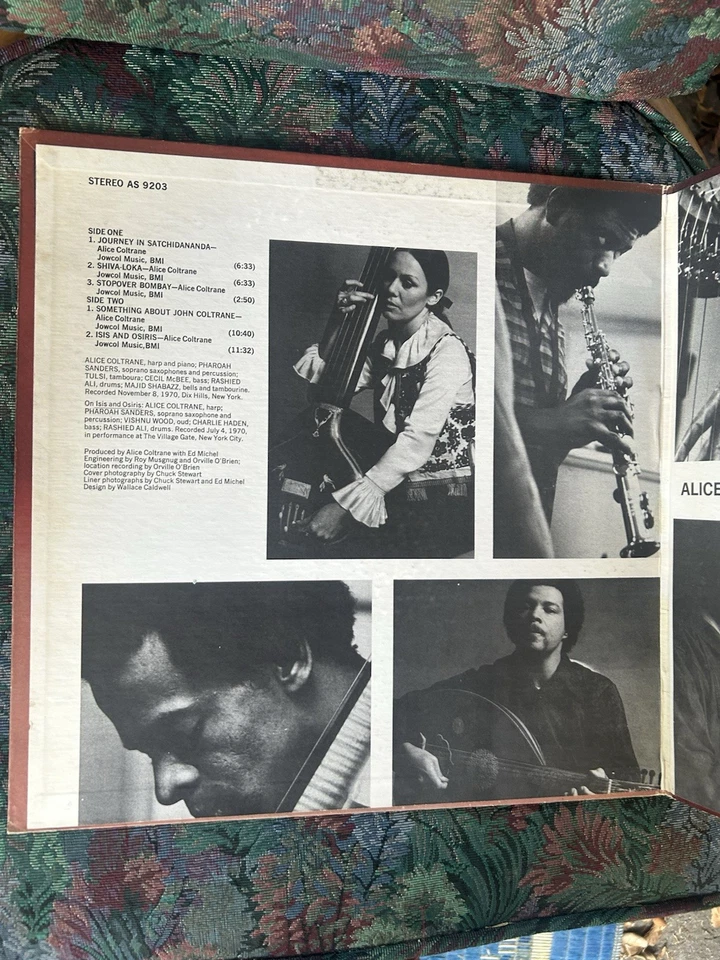 STEREO AS 9203
SIDE ONE
1. JOURNEY IN SATCHIDANANDA—
Alice Coltrane
Jowcol Music, BMI (6:33)
2. SHIVA-LOKA—Alice Coltrane
Jowcol Music, BMI (6:33)
3. STOPOVER BOMBAY—Alice Coltrane
Jowcol Music, BMI (2:50)
SIDE TWO
1. SOMETHING ABOUT JOHN COLTRANE—
Alice Coltrane
Jowcol Music, BMI (10:40)
2. ISIS AND OSIRIS—Alice Coltrane
Jowcol Music,BMI (11:32)
ALICE COLTRANE, harp and piano; PHAROAH
SANDERS, soprano saxophones and percussion;
TULSI, tamboura; CECIL McBEE, bass; RASHIED
ALI, drums; MAJID SHABAZZ, bells and tambourine.
Recorded November 8, 1970, Dix Hills, New York.
On Isis and Osiris: ALICE COLTRANE, harp;
PHAROAH SANDERS, soprano saxophone and
percussion; VISHNU WOOD, oud; CHARLIE HADEN,
bass; RASHIED ALI, drums. Recorded July 4, 1970,
in performance at The Village Gate, New York City.
Produced by Alice Coltrane with Ed Michel
Engineering by Roy Musgnug and Orville O'Brien;
location recording by Orville O'Brien
Cover photography by Chuck Stewart
Liner photographs by Chuck Stewart and Ed Michel
Design by Wallace Caldwell
ALICE